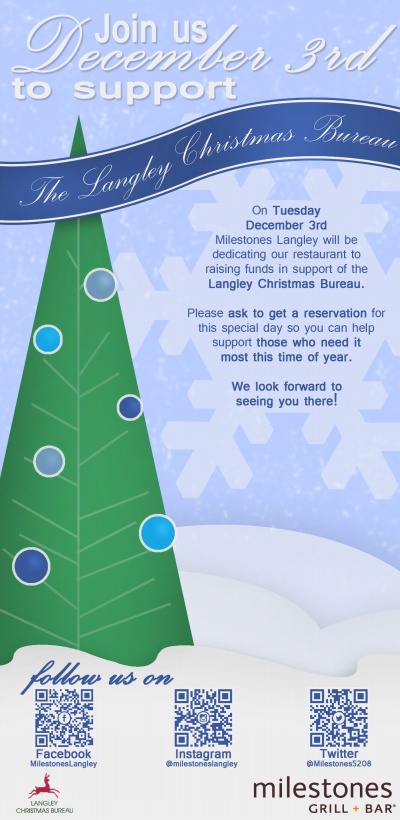 Join us
December 3rd
to support
The Langley Christmas Bureau
On Tuesday
December 3rd
Milestones Langley will be
dedicating our restaurant to
raising funds in support of the
Langley Christmas Bureau.
Please ask to get a reservation for
this special day so you can help
support those who need it
most this time of year.
We look forward to
seeing you there!
follow us on
Facebook
MilestonesLangley
Instagram
@milestoneslangley
Twitter
@Milestones5208
LANGLEY
CHRISTMAS BUREAU
milestones
GRILL + BAR®